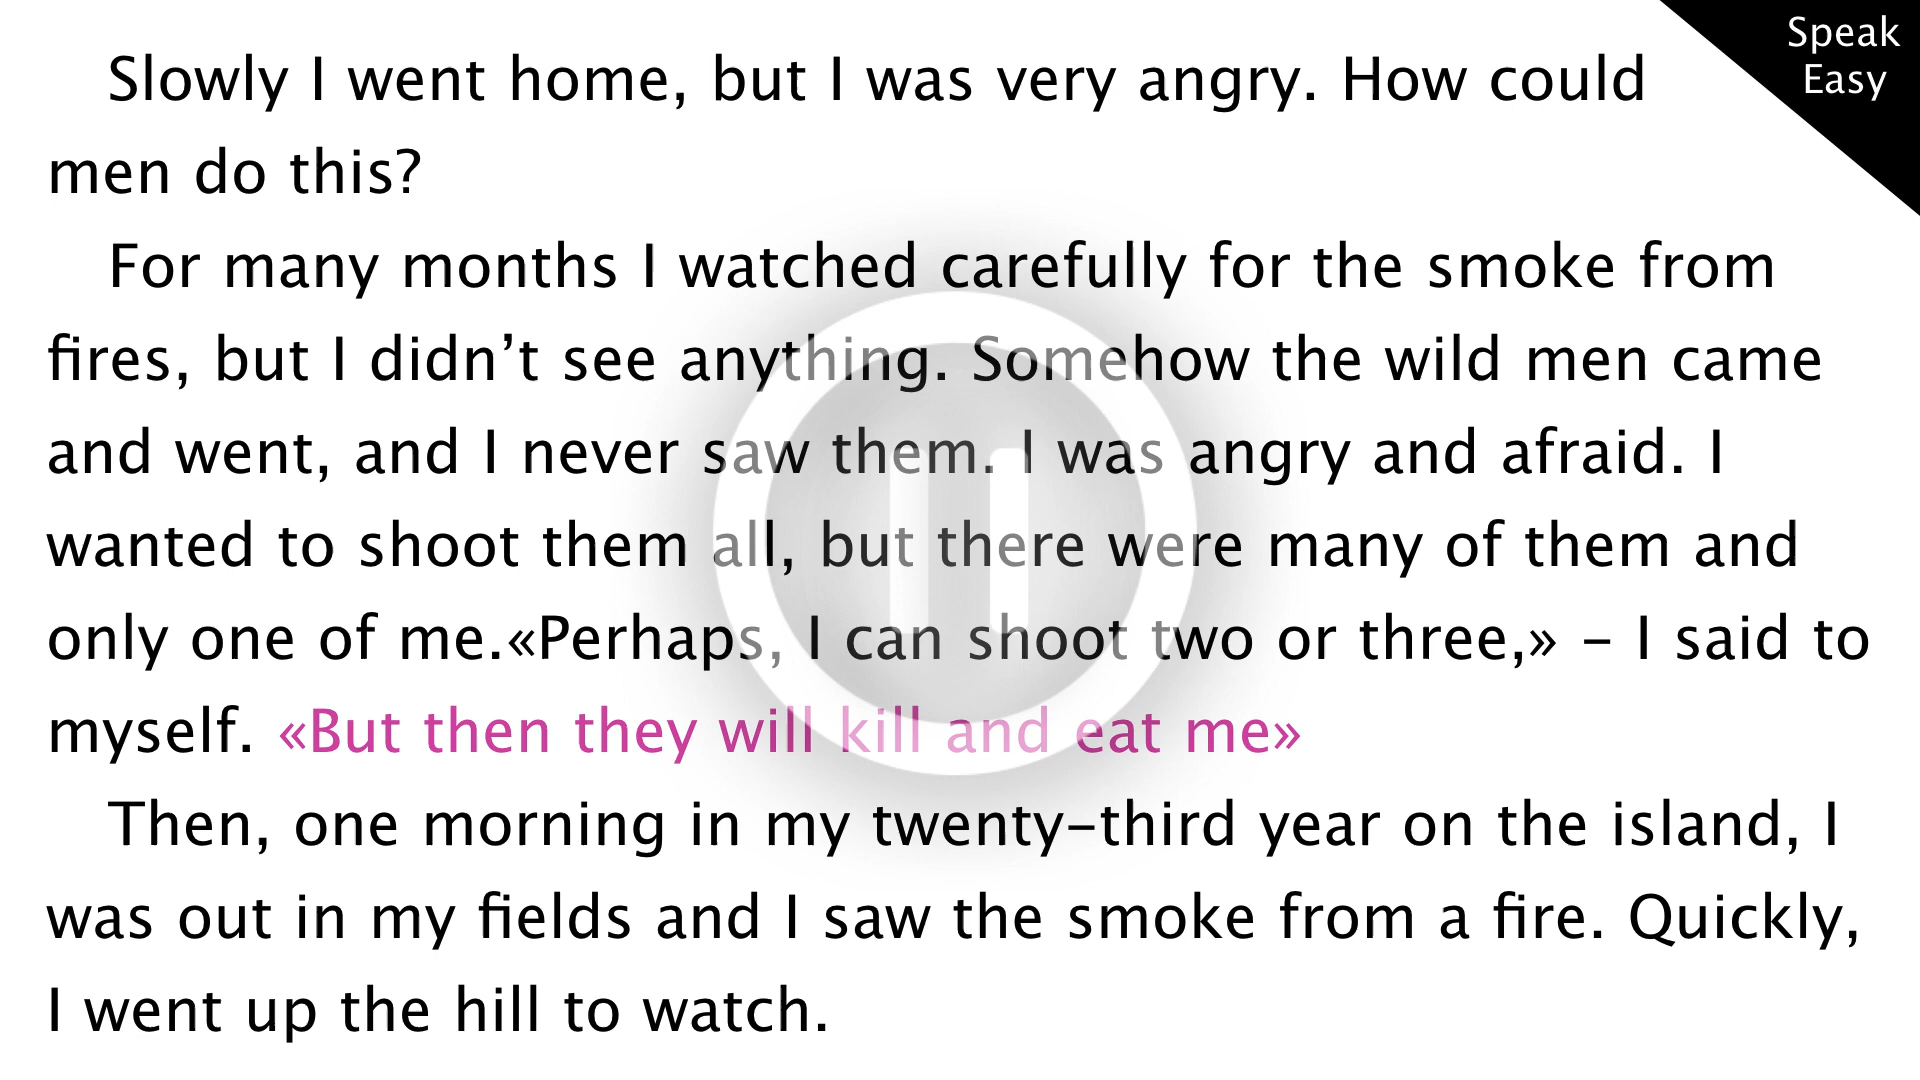 Speak
Easy
Slowly I went home, but I was very angry. How could
men do this?
For many months I watched carefully for the smoke from
fires, but I didn’t see anything. Somehow the wild men came
and went, and I never saw them. I was angry and afraid. I
wanted to shoot them all, but there were many of them and
only one of me.«Perhaps, I can shoot two or three,» – I said to
myself. «But then they will kill and eat me»
Then, one morning in my twenty–third year on the island, I
was out in my fields and I saw the smoke from a fire. Quickly,
I went up the hill to watch.